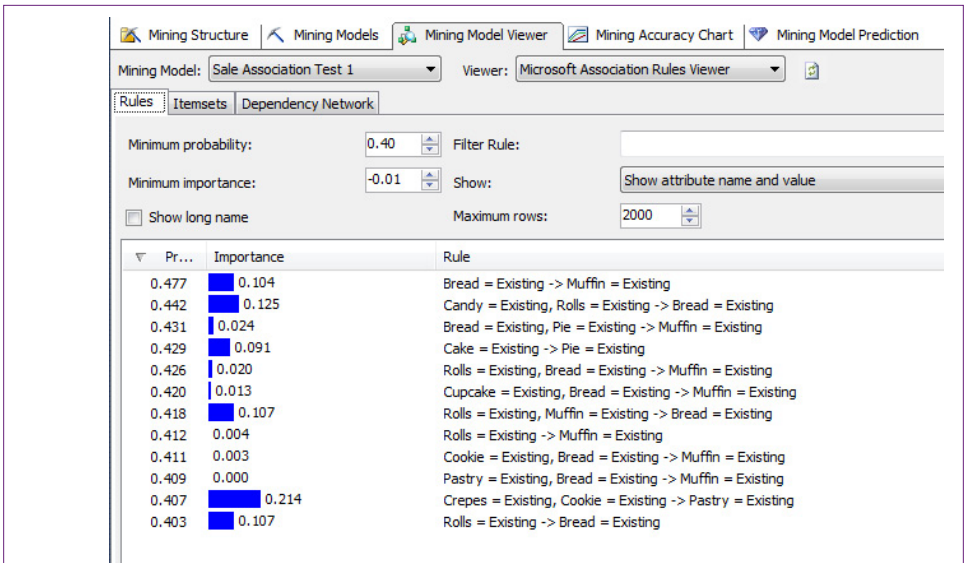 Mining Structure Mining Models Mining Model Viewer Mining Accuracy Chart Mining Model Prediction
Mining Model: Sale Association Test 1 Viewer: Microsoft Association Rules Viewer
Rules Itemsets Dependency Network
Minimum probability: 0.40 Filter Rule:
Minimum importance: -0.01 Show: Show attribute name and value
Show long name Maximum rows: 2000
Pr... Importance Rule
0.477 0.104 Bread = Existing -> Muffin = Existing
0.442 0.125 Candy = Existing, Rolls = Existing -> Bread = Existing
0.431 0.024 Bread = Existing, Pie = Existing -> Muffin = Existing
0.429 0.091 Cake = Existing -> Pie = Existing
0.426 0.020 Rolls = Existing, Bread = Existing -> Muffin = Existing
0.420 0.013 Cupcake = Existing, Bread = Existing -> Muffin = Existing
0.418 0.107 Rolls = Existing, Muffin = Existing -> Bread = Existing
0.412 0.004 Rolls = Existing -> Muffin = Existing
0.411 0.003 Cookie = Existing, Bread = Existing -> Muffin = Existing
0.409 0.000 Pastry = Existing, Bread = Existing -> Muffin = Existing
0.407 0.214 Crepes = Existing, Cookie = Existing -> Pastry = Existing
0.403 0.107 Rolls = Existing -> Bread = Existing